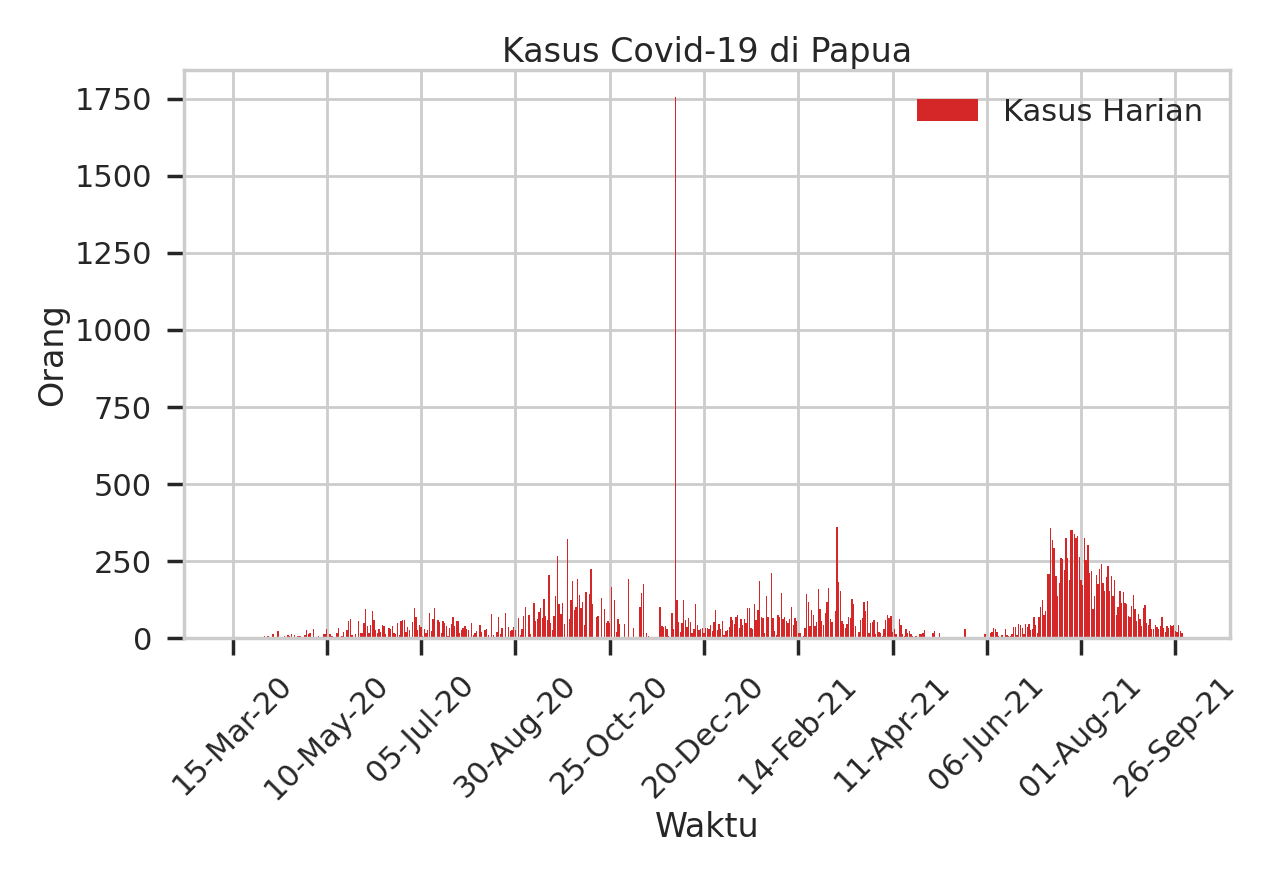 Kasus Covid-19 di Papua
Kasus Harian
1750
1500
1250
1000
750
500
250
0
Orang
15-Mar-20
10-May-20
05-Jul-20
30-Aug-20
25-Oct-20
20-Dec-20
14-Feb-21
11-Apr-21
06-Jun-21
01-Aug-21
26-Sep-21
Waktu